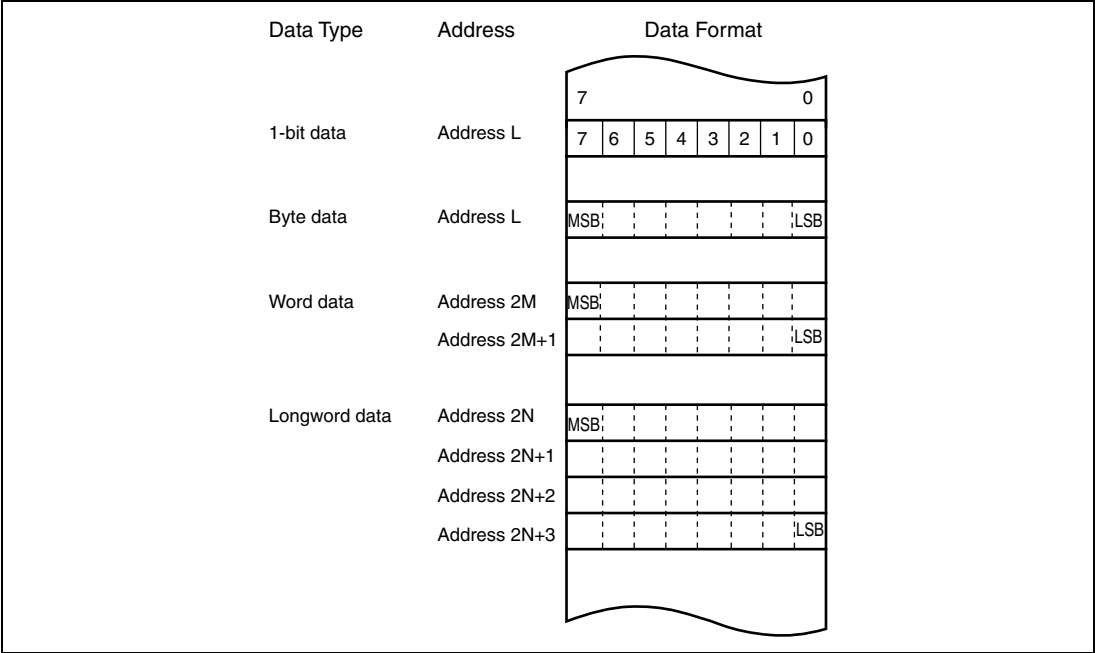 Data Type Address Data Format
7 0
1-bit data Address L 7 6 5 4 3 2 1 0
Byte data Address L MSB LSB
Word data Address 2M MSB
Address 2M+1 LSB
Longword data Address 2N MSB
Address 2N+1
Address 2N+2
Address 2N+3 LSB